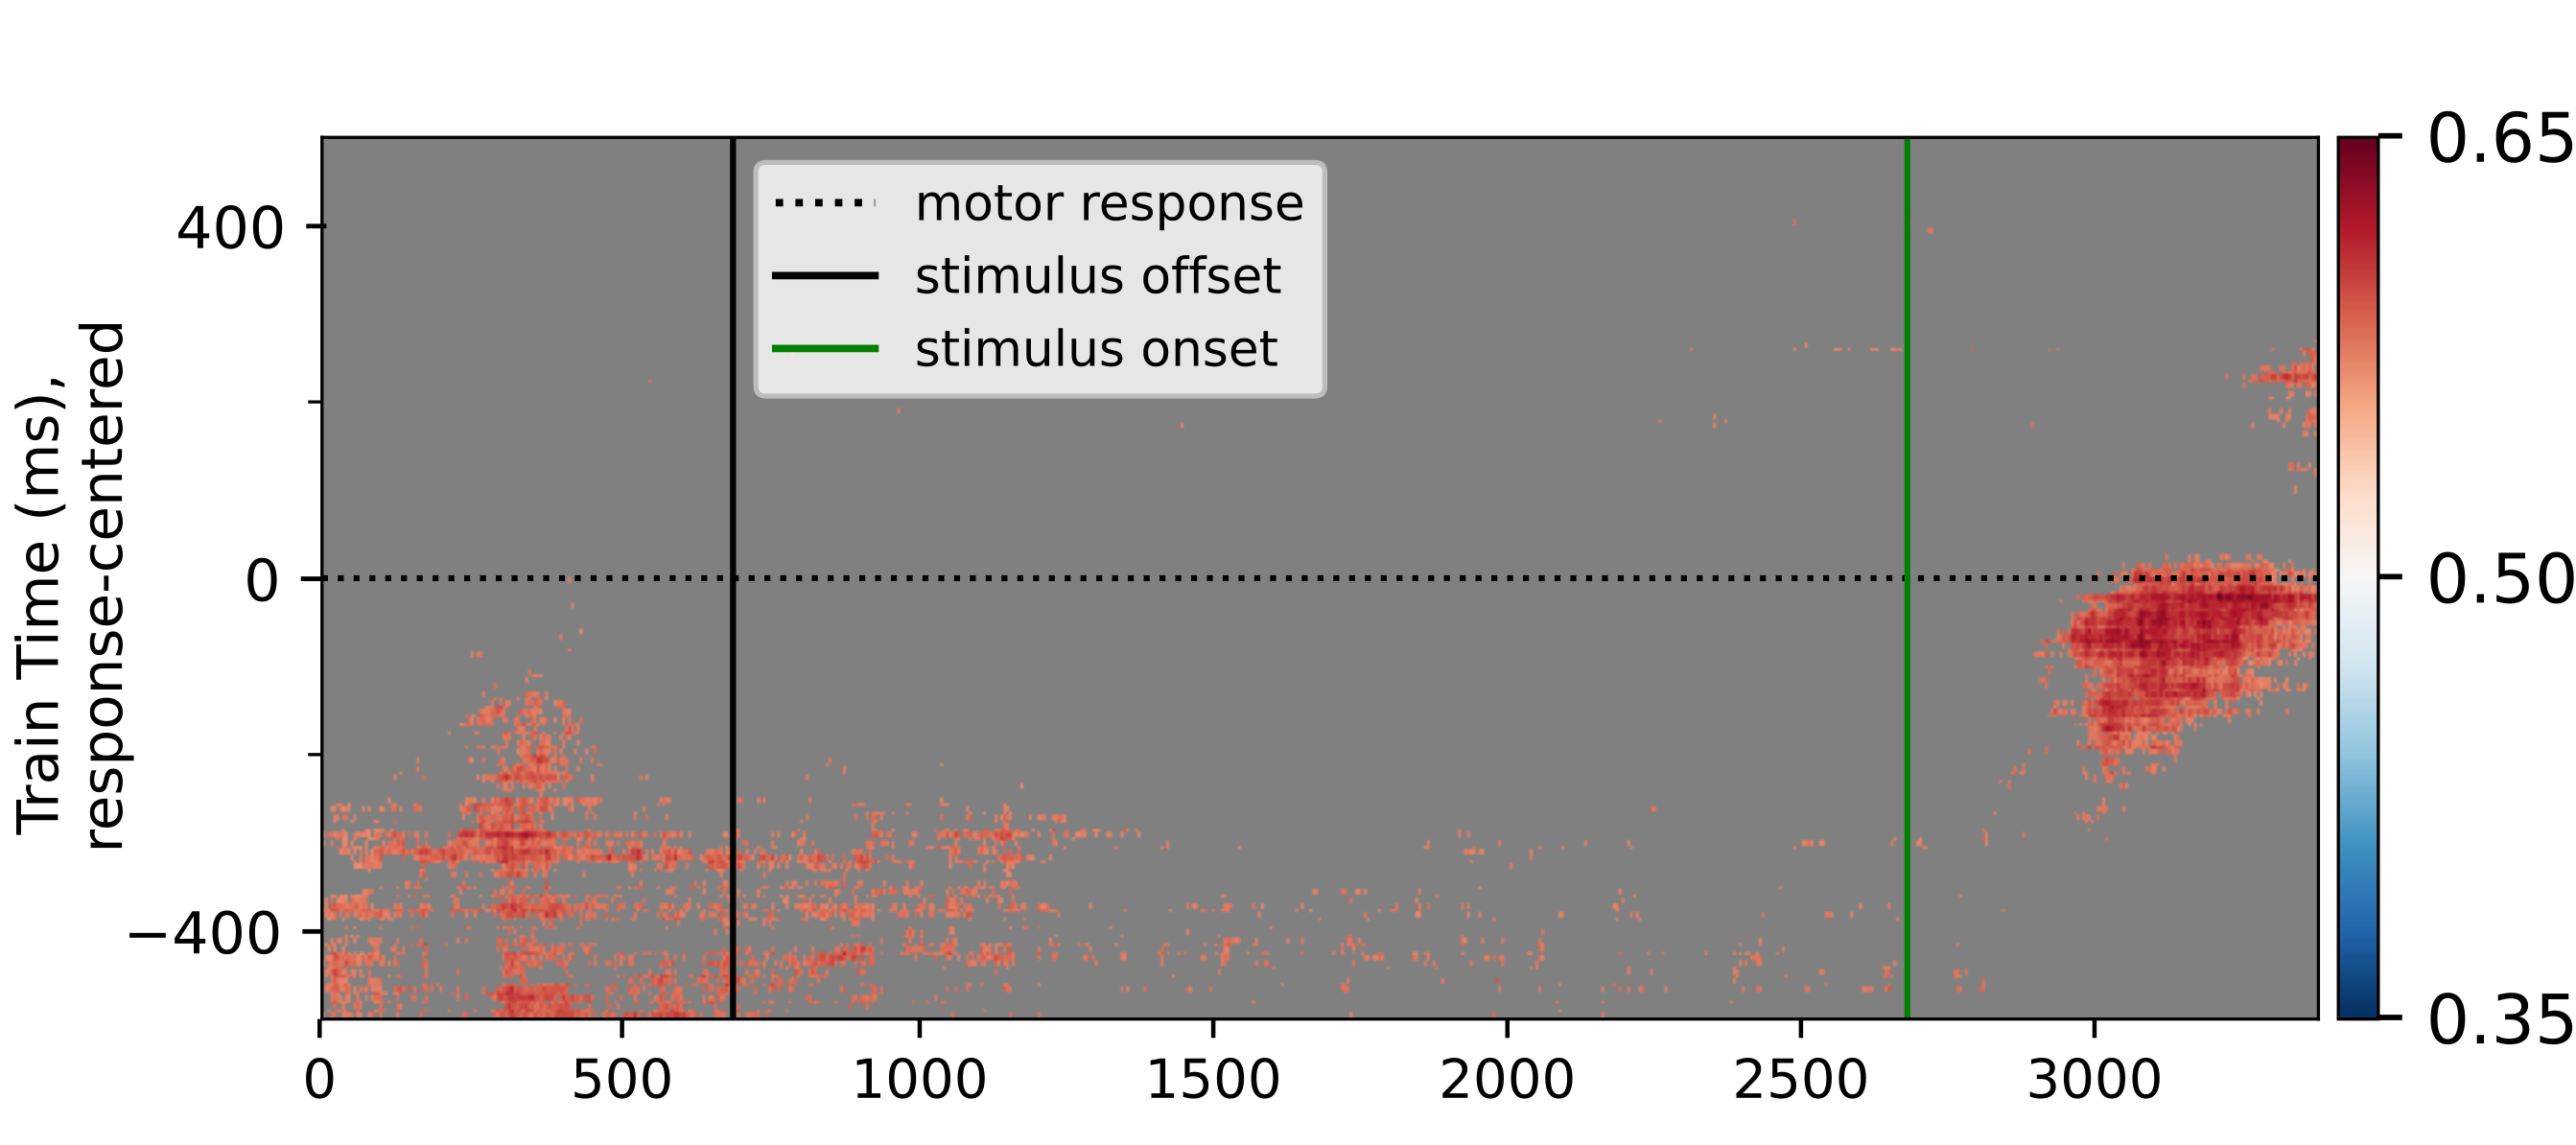 Train Time (ms),
response-centered
400
0
−400
motor response
stimulus offset
stimulus onset
0 500 1000 1500 2000 2500 3000
0.65
0.50
0.35